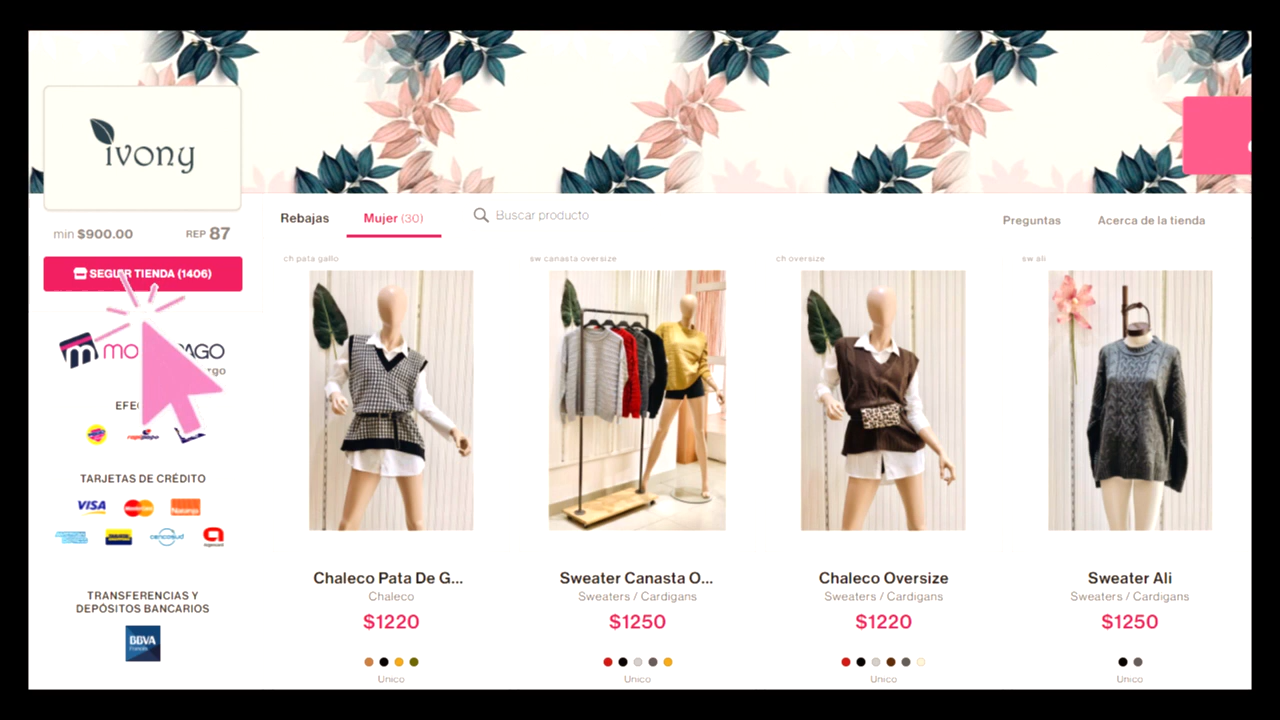 ivony
min $900.00
REP 87
SEGUIR TIENDA (1406)
EFE
TARJETAS DE CRÉDITO
VISA
cencosud
TRANSFERENCIAS Y
DEPÓSITOS BANCARIOS
BBVA
Francés
Rebajas
Mujer (30)
Buscar producto
Preguntas
Acerca de la tienda
ch pata gallo
sw canasta oversize
ch oversize
sw ali
Chaleco Pata De G...
Chaleco
$1220
Unico
Sweater Canasta O...
Sweaters / Cardigans
$1250
Unico
Chaleco Oversize
Sweaters / Cardigans
$1220
Unico
Sweater Ali
Sweaters / Cardigans
$1250
Unico